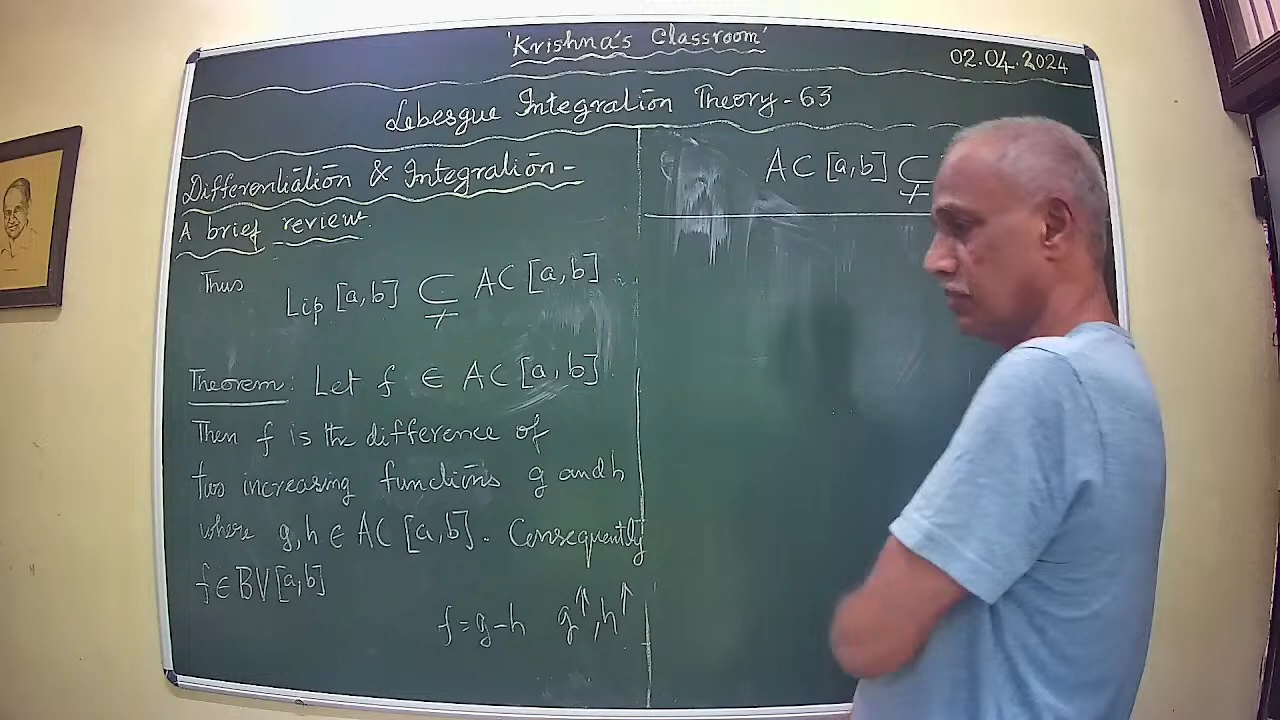 'Krishna's Classroom'
02.04.2024
Lebesgue Integration Theory - 63
Differentiation & Integration -
A brief review.
Thus
Lip [a,b] ⊊ AC [a,b].
Theorem: Let f ∈ AC [a,b].
Then f is the difference of
two increasing functions g and h
where g,h ∈ AC [a,b]. Consequently
f ∈ BV [a,b]
f = g - h g↑, h↑
AC [a,b] ⊊